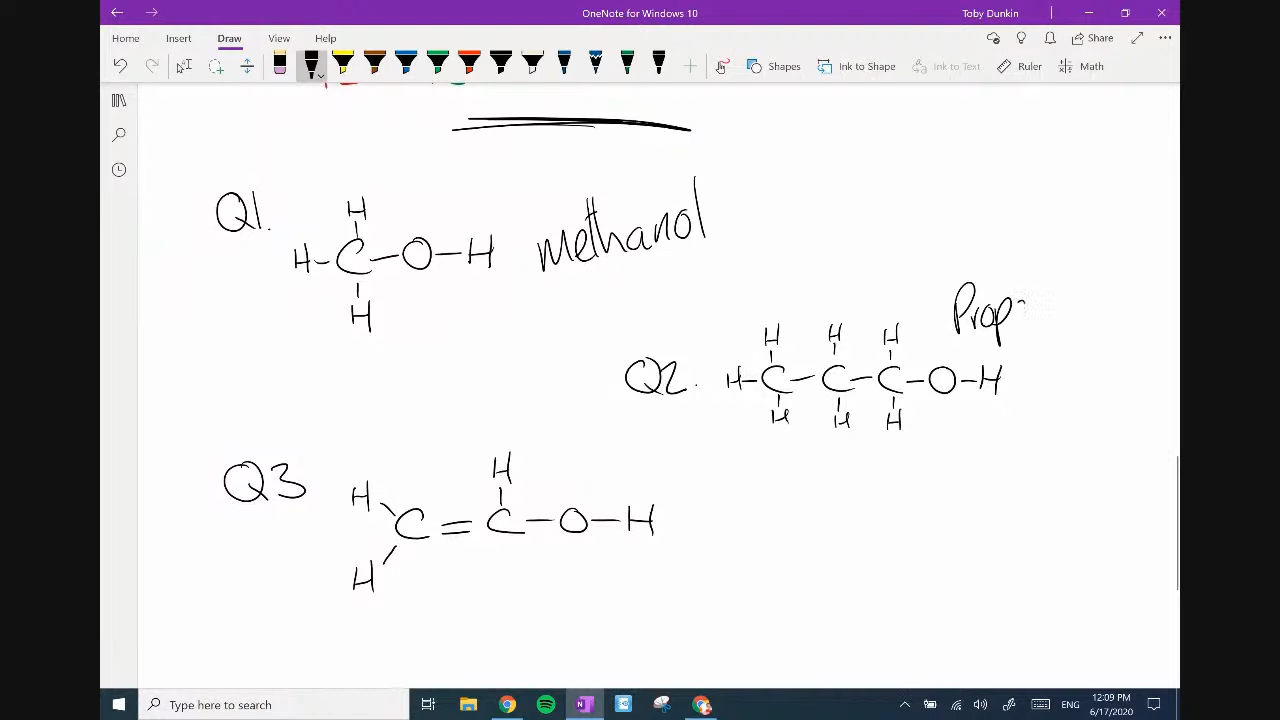 OneNote for Windows 10
Toby Dunkin
Home Insert Draw View Help
Share
Shapes Ink to Shape Ink to Text Ruler Math
Q1.
H
H-C-O-H methanol
H
Prop
H H H
Q2. H-C-C-C-O-H
H H H
Q3
H
H
C=C-O-H
H
Type here to search
ENG
12:09 PM
6/17/2020